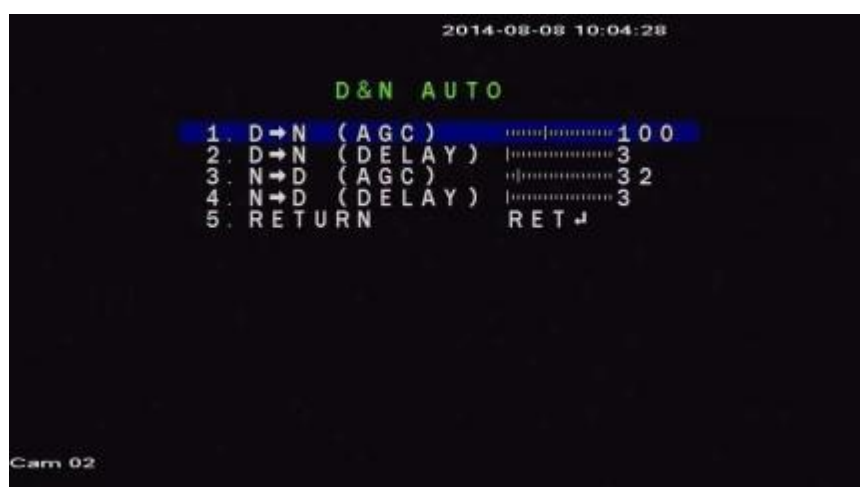 2014-08-08 10:04:28
D&N AUTO
1. D➡N (AGC) 100
2. D➡N (DELAY) 3
3. N➡D (AGC) 32
4. N➡D (DELAY) 3
5. RETURN RET↲
Cam 02